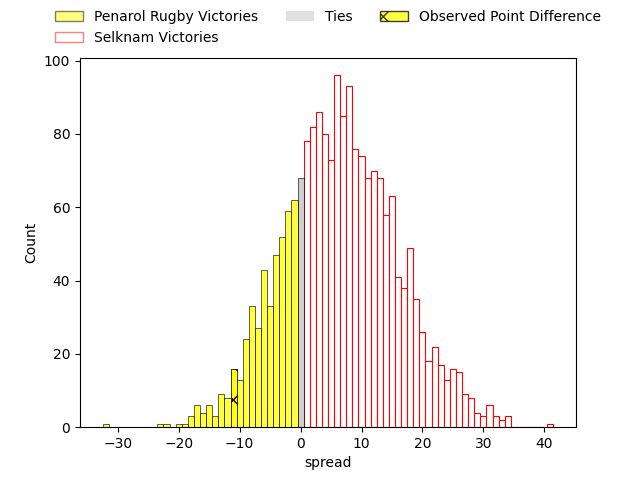 Penarol Rugby Victories
Ties
Observed Point Difference
Selknam Victories
100
80
60
40
20
0
Count
−30
−20
−10
0
10
20
30
40
spread